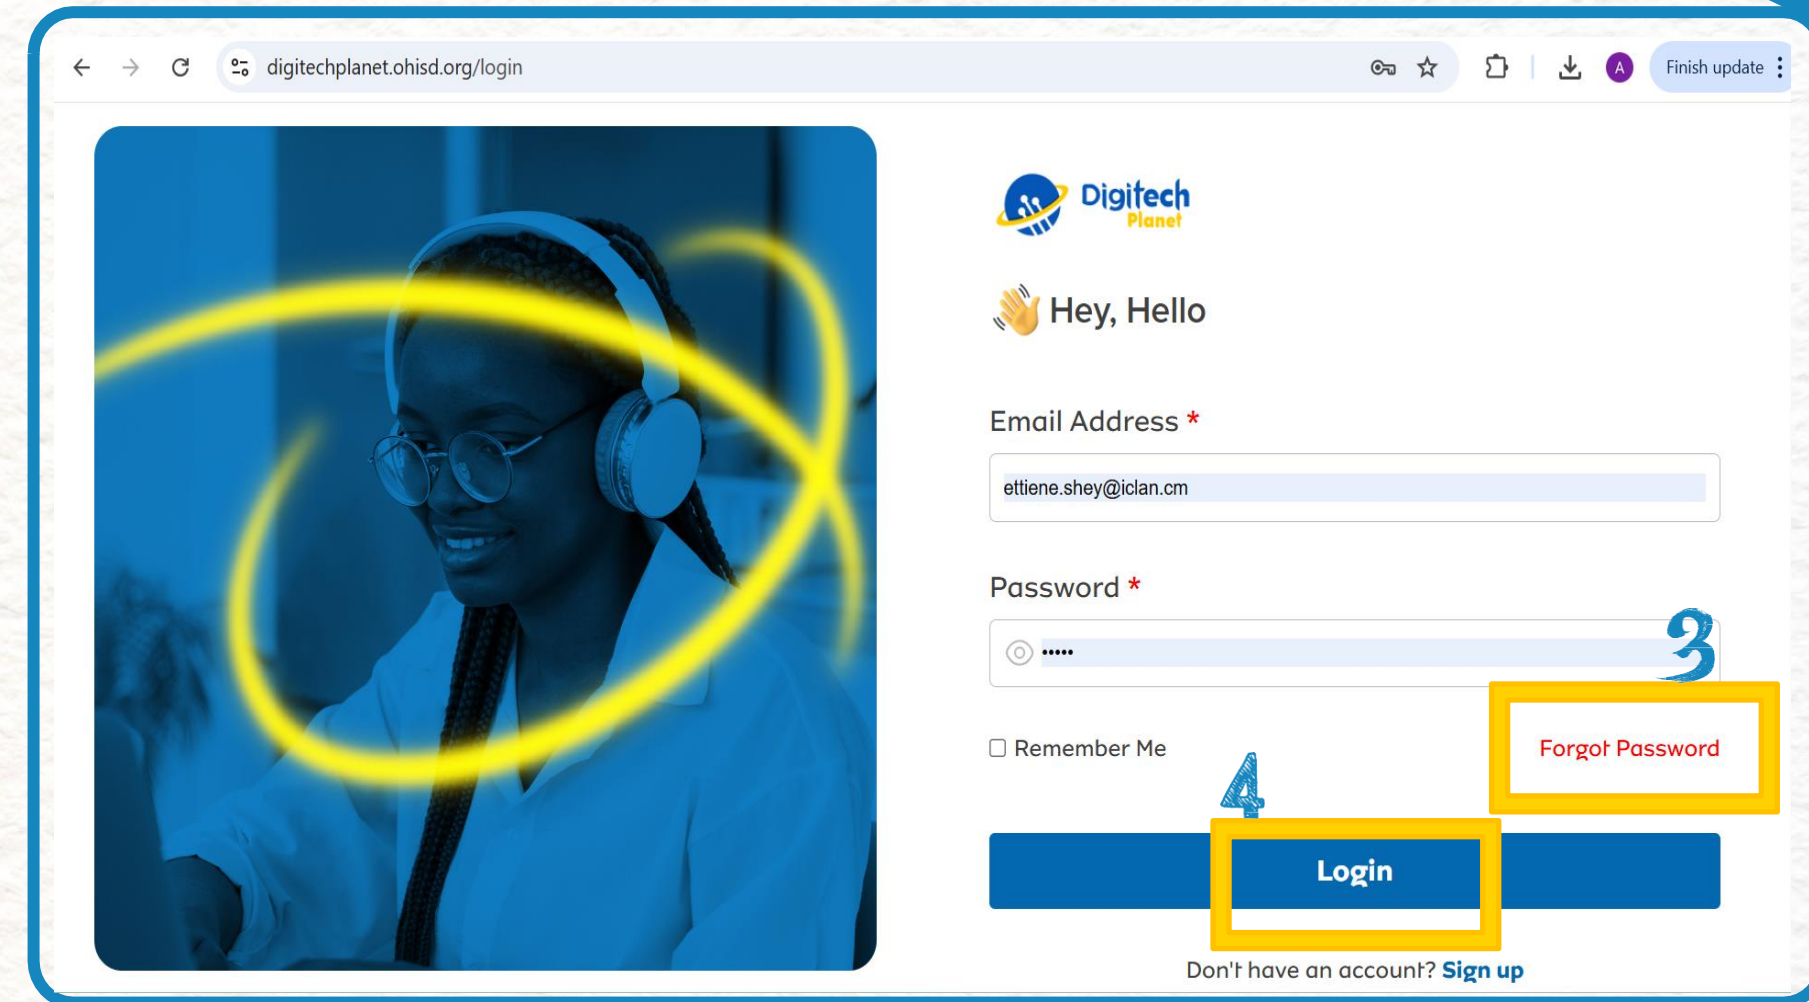 digitechplanet.ohisd.org/login
A
Finish update
Digitech
Planet
Hey, Hello
Email Address *
ettiene.shey@iclan.cm
Password *
•••••
3
Remember Me
Forgot Password
4
Login
Don't have an account? Sign up